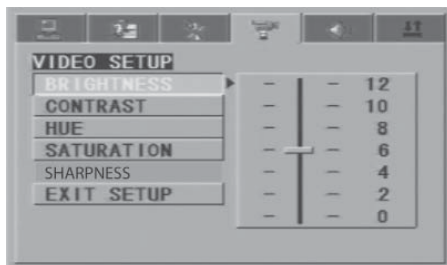 VIDEO SETUP
BRIGHTNESS
CONTRAST
HUE
SATURATION
SHARPNESS
EXIT SETUP
12
10
8
6
4
2
0